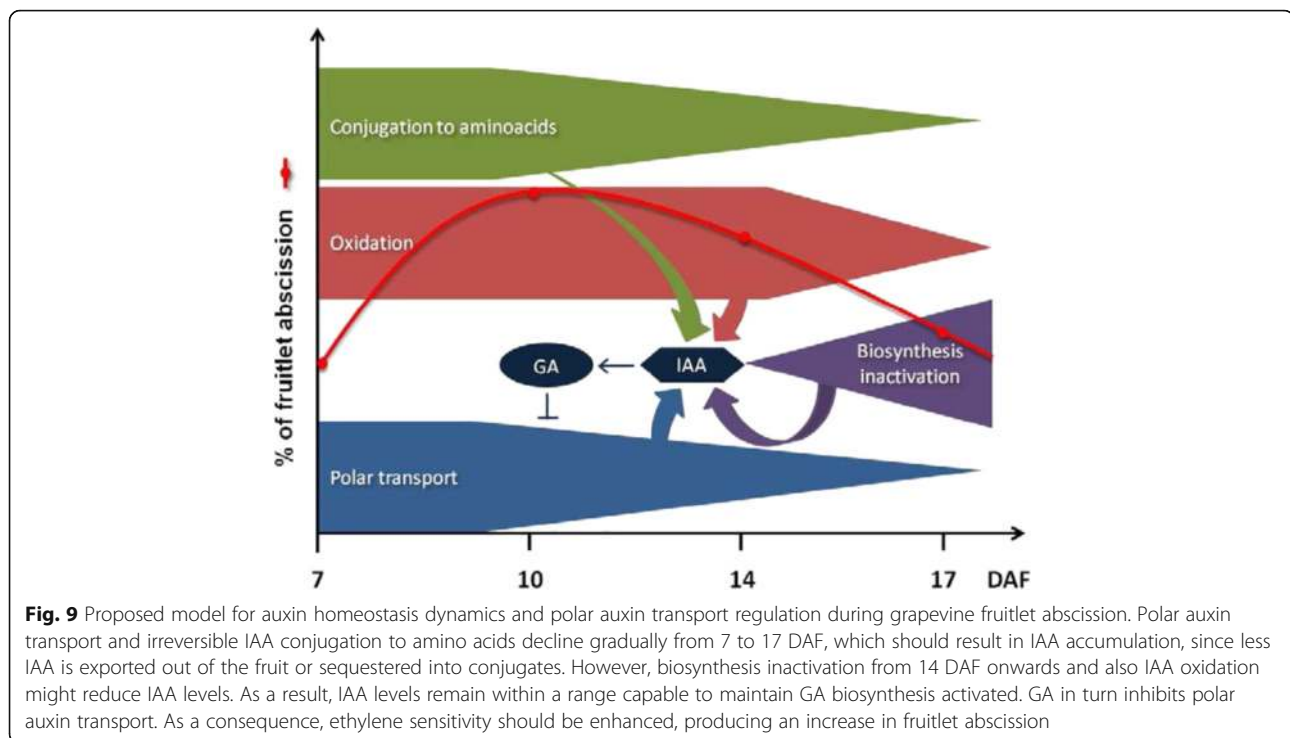 % of fruitlet abscission
Conjugation to aminoacids
Oxidation
GA
IAA
Biosynthesis
inactivation
Polar transport
7 10 14 17 DAF
Fig. 9 Proposed model for auxin homeostasis dynamics and polar auxin transport regulation during grapevine fruitlet abscission. Polar auxin
transport and irreversible IAA conjugation to amino acids decline gradually from 7 to 17 DAF, which should result in IAA accumulation, since less
IAA is exported out of the fruit or sequestered into conjugates. However, biosynthesis inactivation from 14 DAF onwards and also IAA oxidation
might reduce IAA levels. As a result, IAA levels remain within a range capable to maintain GA biosynthesis activated. GA in turn inhibits polar
auxin transport. As a consequence, ethylene sensitivity should be enhanced, producing an increase in fruitlet abscission